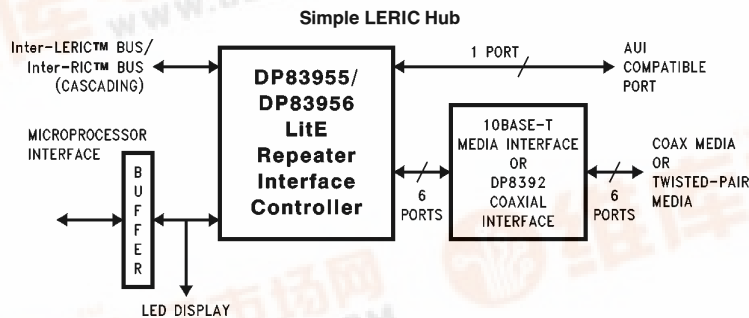 Simple LERIC Hub
Inter-LERIC™ BUS/
Inter-RIC™ BUS
(CASCADING)
DP83955/
DP83956
LitE
Repeater
Interface
Controller
1 PORT
AUI
COMPATIBLE
PORT
MICROPROCESSOR
INTERFACE
BUFFER
LED DISPLAY
6
PORTS
10BASE-T
MEDIA INTERFACE
OR
DP8392
COAXIAL
INTERFACE
6
PORTS
COAX MEDIA
OR
TWISTED-PAIR
MEDIA